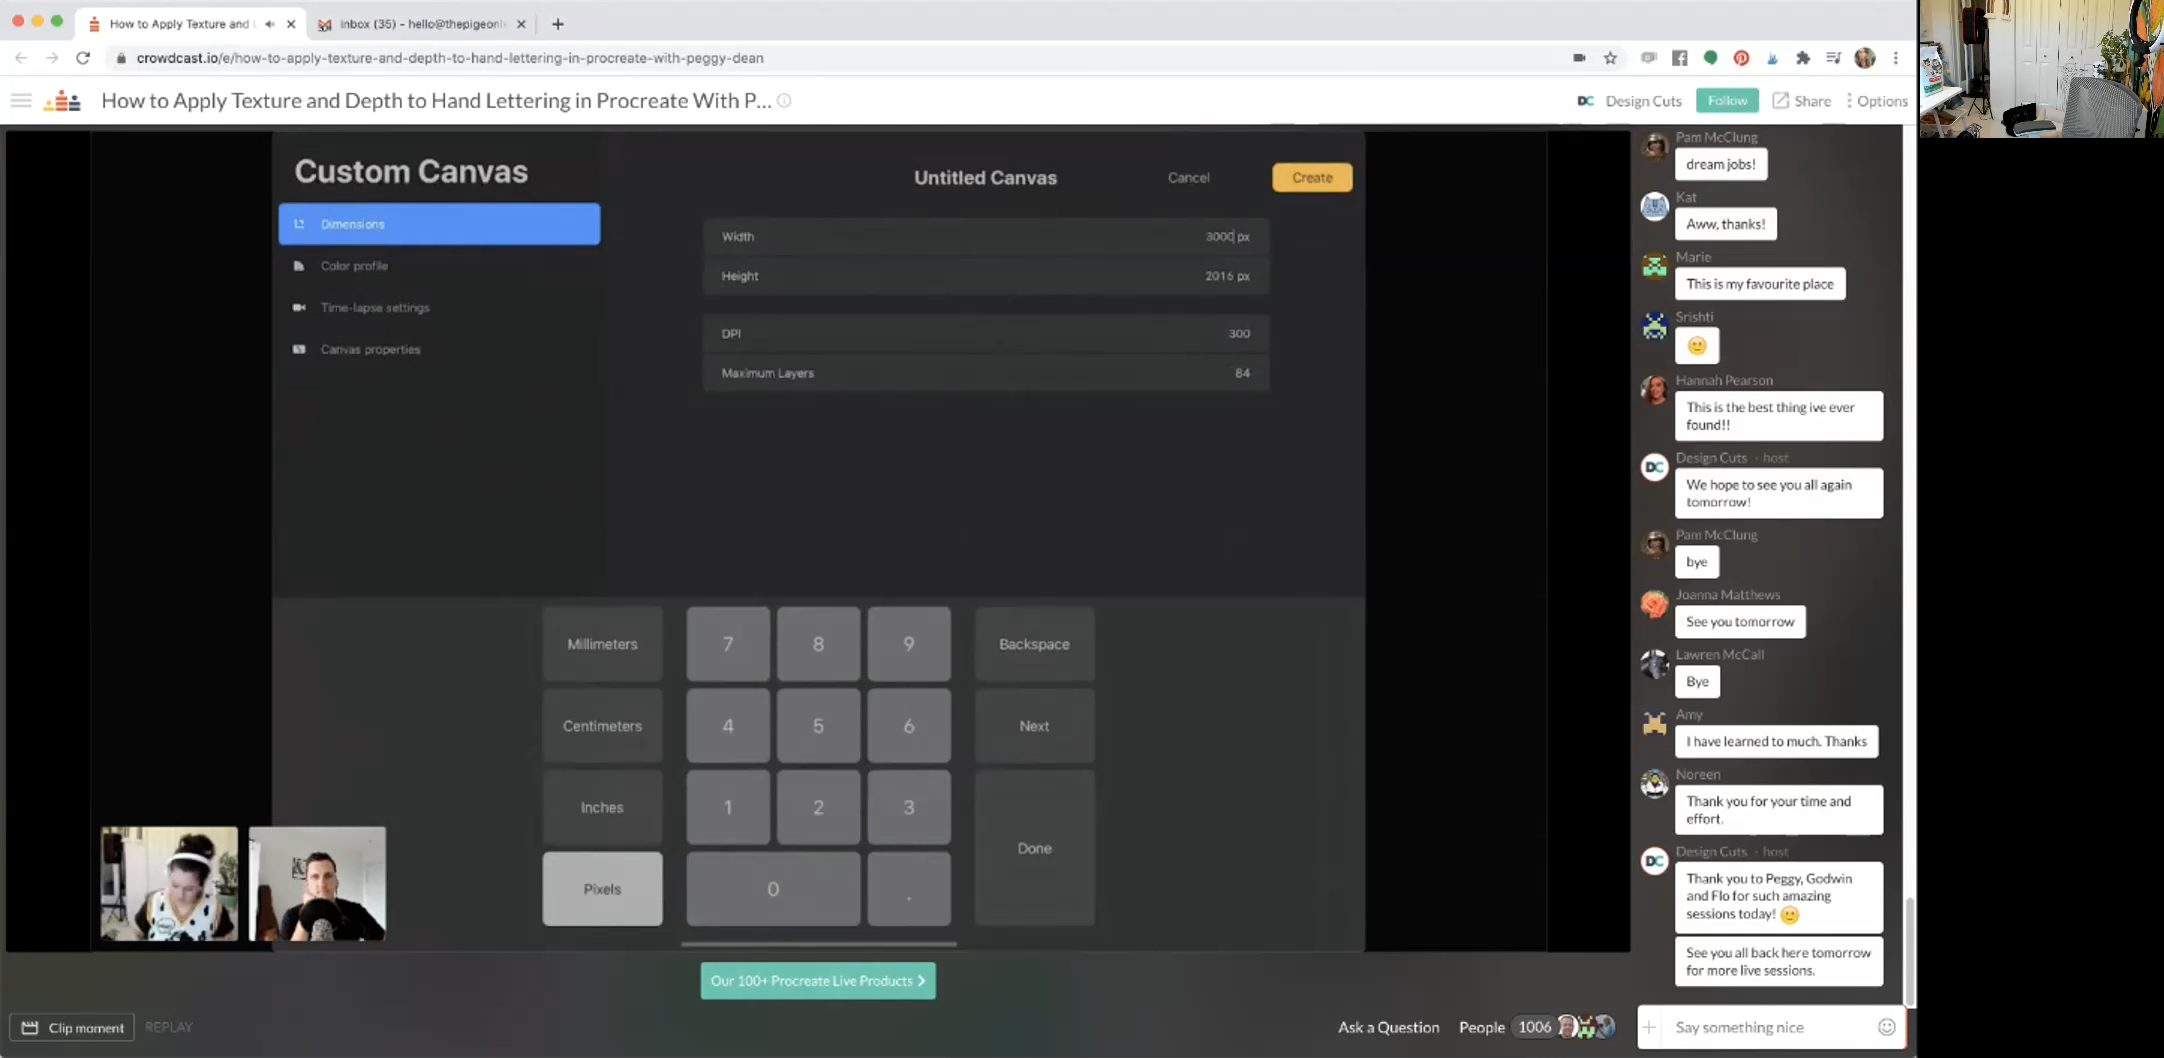 How to Apply Texture and
Inbox (35) - hello@thepigeonle
crowdcast.io/e/how-to-apply-texture-and-depth-to-hand-lettering-in-procreate-with-peggy-dean
How to Apply Texture and Depth to Hand Lettering in Procreate With P...
DC Design Cuts
Follow
Share
Options
Custom Canvas
Dimensions
Color profile
Time-lapse settings
Canvas properties
Untitled Canvas
Cancel
Create
Width 3000 px
Height 2016 px
DPI 300
Maximum Layers 84
Millimeters
7 8 9
Backspace
Centimeters
4 5 6
Next
Inches
1 2 3
Done
Pixels
0 .
Our 100+ Procreate Live Products
Clip moment
REPLAY
Ask a Question
People 1006
Pam McClung
dream jobs!
Kat
Aww, thanks!
Marie
This is my favourite place
Srishti
Hannah Pearson
This is the best thing ive ever
found!!
DC
Design Cuts · host
We hope to see you all again
tomorrow!
Pam McClung
bye
Joanna Matthews
See you tomorrow
Lawren McCall
Bye
Amy
I have learned to much. Thanks
Noreen
Thank you for your time and
effort.
DC
Design Cuts · host
Thank you to Peggy, Godwin
and Flo for such amazing
sessions today! 🙂
See you all back here tomorrow
for more live sessions.
Say something nice